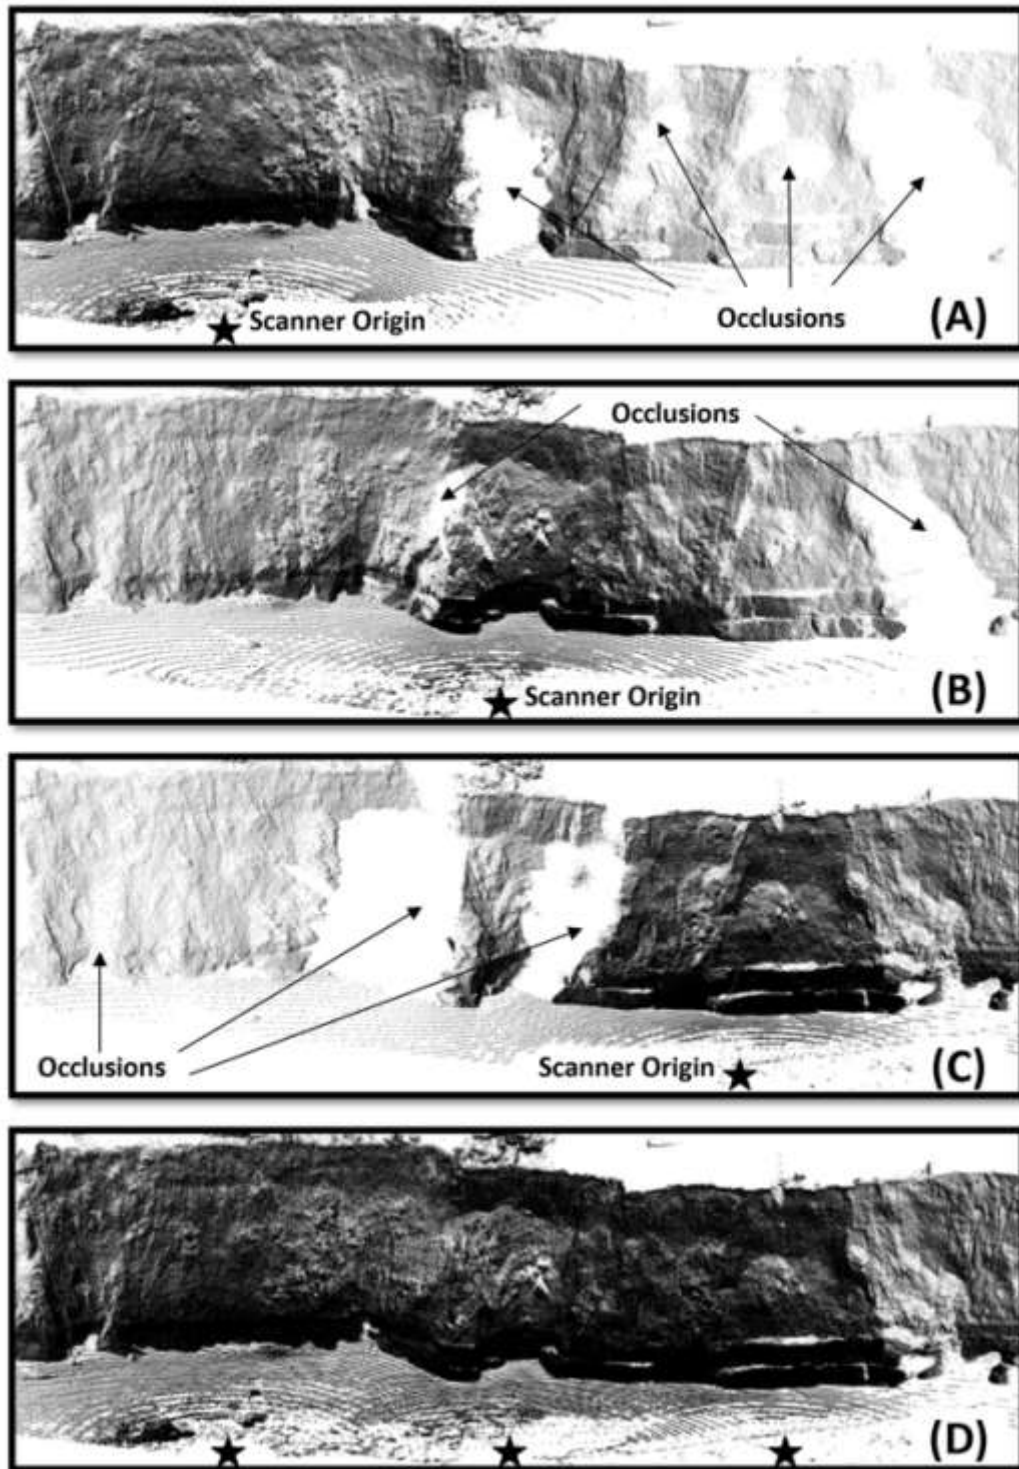 Scanner Origin
Occlusions
(A)
Occlusions
Scanner Origin
(B)
Occlusions
Scanner Origin
(C)
(D)